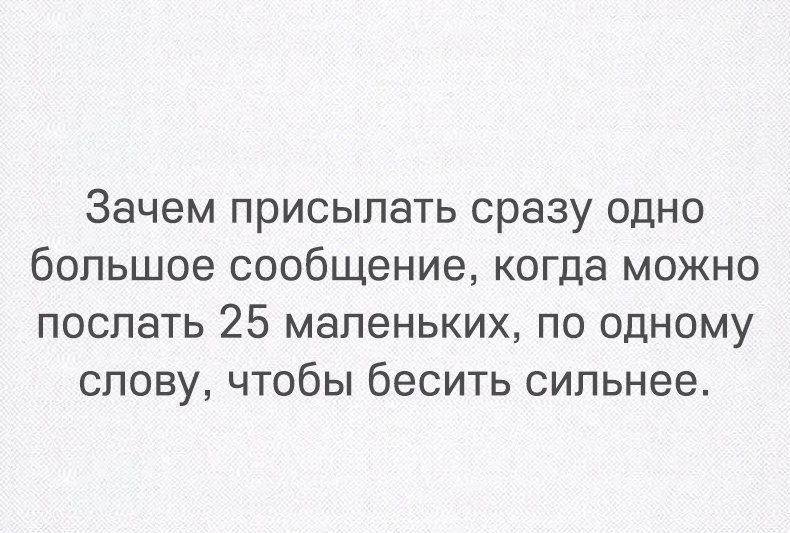 Зачем присылать сразу одно
большое сообщение, когда можно
послать 25 маленьких, по одному
слову, чтобы бесить сильнее.